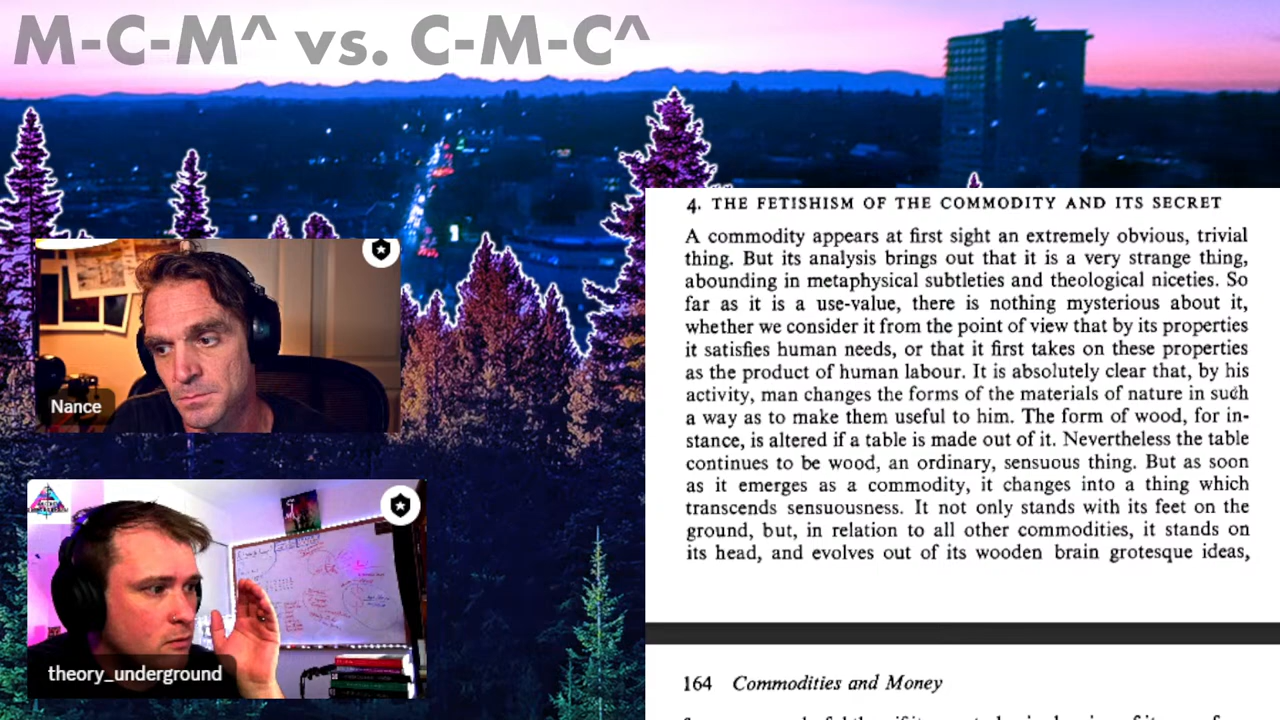 M-C-M^ vs. C-M-C^
4. THE FETISHISM OF THE COMMODITY AND ITS SECRET
A commodity appears at first sight an extremely obvious, trivial
thing. But its analysis brings out that it is a very strange thing,
abounding in metaphysical subtleties and theological niceties. So
far as it is a use-value, there is nothing mysterious about it,
whether we consider it from the point of view that by its properties
it satisfies human needs, or that it first takes on these properties
as the product of human labour. It is absolutely clear that, by his
activity, man changes the forms of the materials of nature in such
a way as to make them useful to him. The form of wood, for in-
stance, is altered if a table is made out of it. Nevertheless the table
continues to be wood, an ordinary, sensuous thing. But as soon
as it emerges as a commodity, it changes into a thing which
transcends sensuousness. It not only stands with its feet on the
ground, but, in relation to all other commodities, it stands on
its head, and evolves out of its wooden brain grotesque ideas,
164 Commodities and Money
Nance
theory_underground